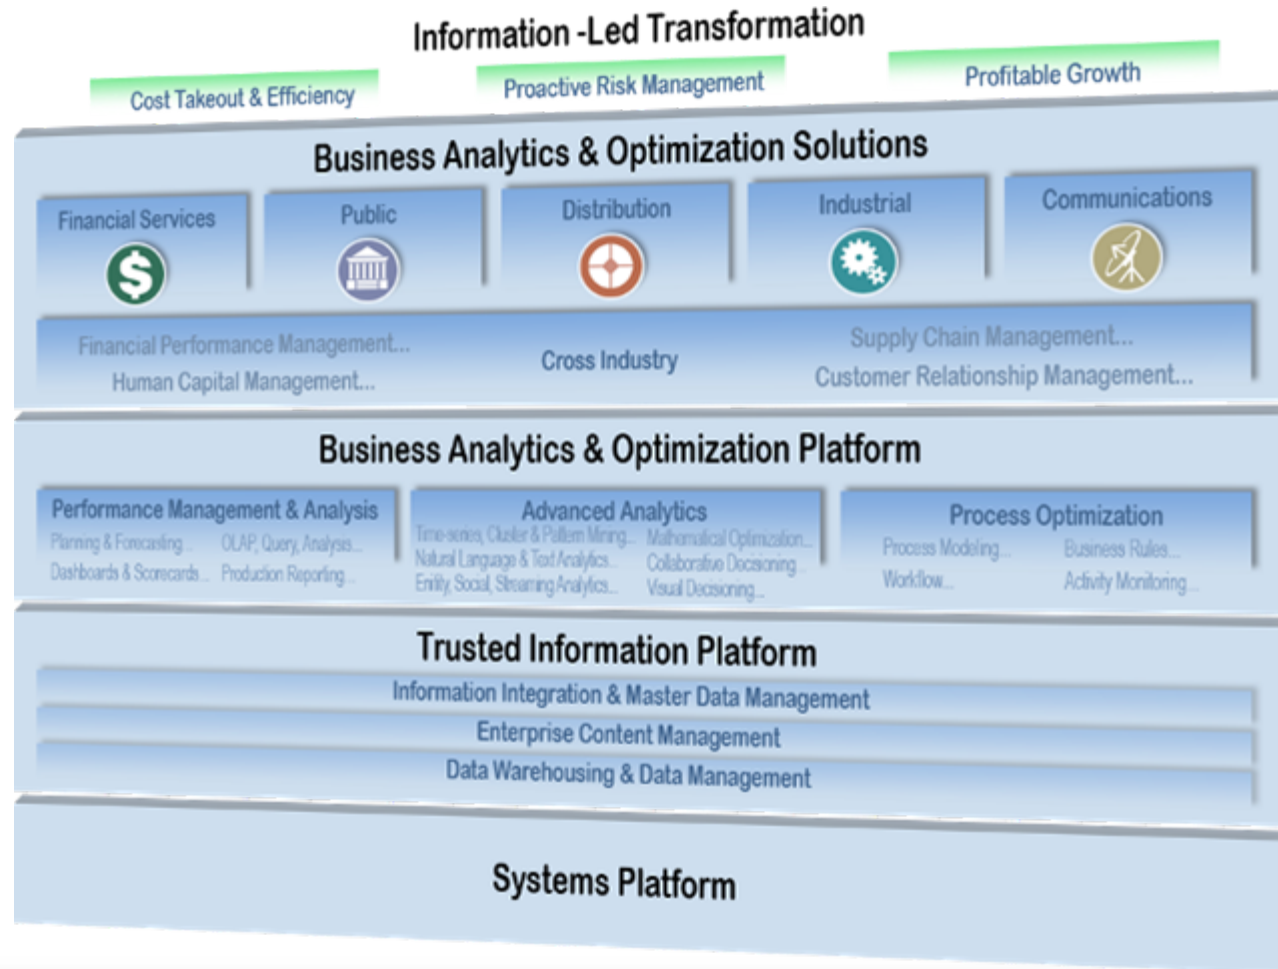 Information -Led Transformation
Cost Takeout & Efficiency
Proactive Risk Management
Profitable Growth
Business Analytics & Optimization Solutions
Financial Services
Public
Distribution
Industrial
Communications
Financial Performance Management...
Human Capital Management...
Cross Industry
Supply Chain Management...
Customer Relationship Management...
Business Analytics & Optimization Platform
Performance Management & Analysis
Planning & Forecasting...
OLAP, Query, Analysis...
Dashboards & Scorecards...
Production Reporting...
Advanced Analytics
Time-series, Cluster & Pattern Mining...
Mathematical Optimization...
Natural Language & Text Analytics...
Collaborative Decisioning...
Entity, Social, Streaming Analytics...
Visual Decisioning...
Process Optimization
Process Modeling...
Business Rules...
Workflow...
Activity Monitoring...
Trusted Information Platform
Information Integration & Master Data Management
Enterprise Content Management
Data Warehousing & Data Management
Systems Platform